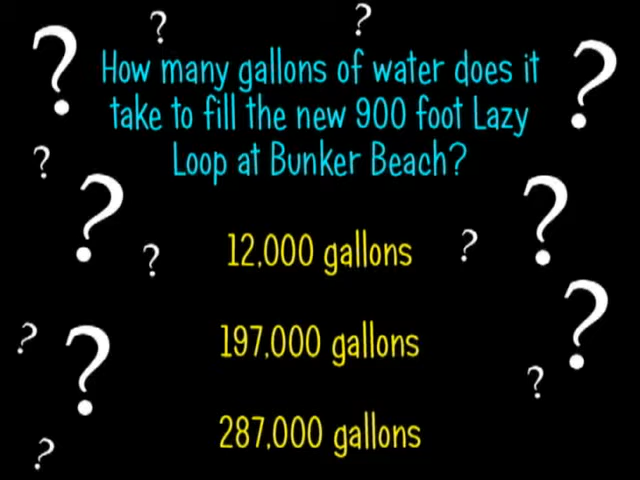 How many gallons of water does it
take to fill the new 900 foot Lazy
Loop at Bunker Beach?
12,000 gallons
197,000 gallons
287,000 gallons